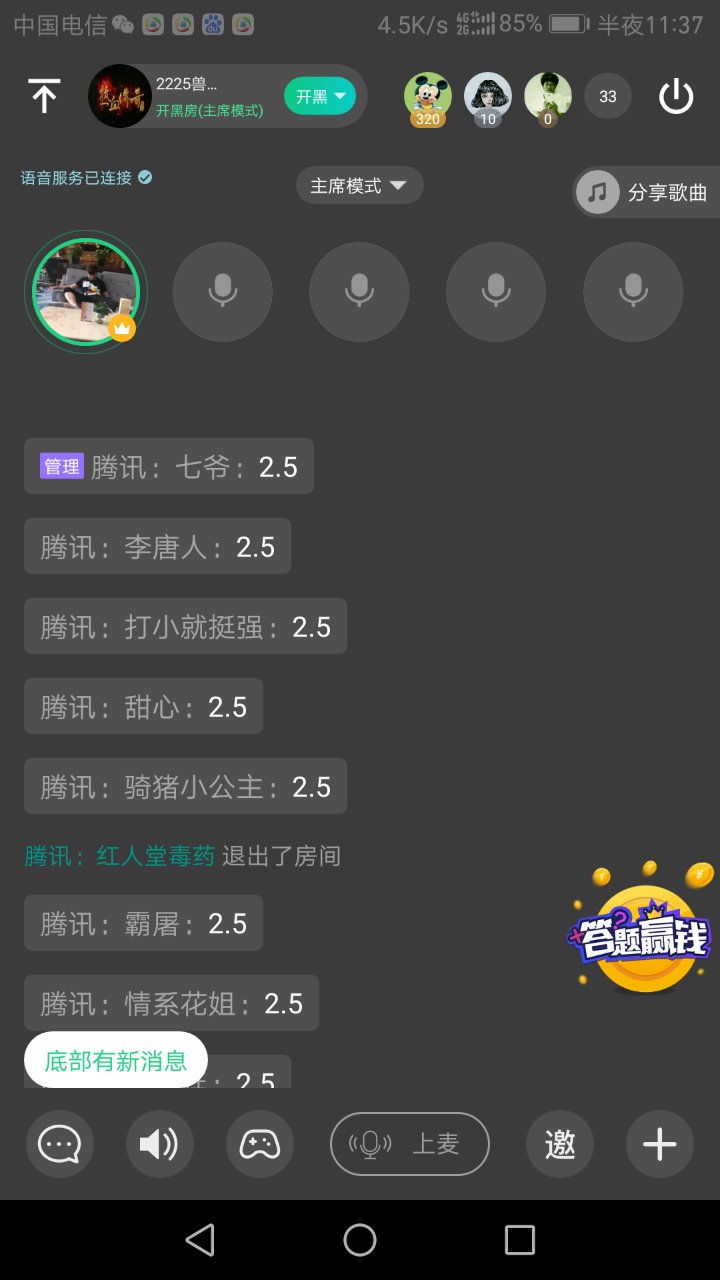 中国电信 4.5K/s 4G 2G 85% 半夜11:37
2225兽...
开黑房(主席模式)
开黑
320
10
0
33
语音服务已连接
主席模式
分享歌曲
管理 腾讯：七爷：2.5
腾讯：李唐人：2.5
腾讯：打小就挺强：2.5
腾讯：甜心：2.5
腾讯：骑猪小公主：2.5
腾讯：红人堂毒药 退出了房间
腾讯：霸屠：2.5
答题赢钱
腾讯：情系花姐：2.5
底部有新消息
：2.5
上麦
邀